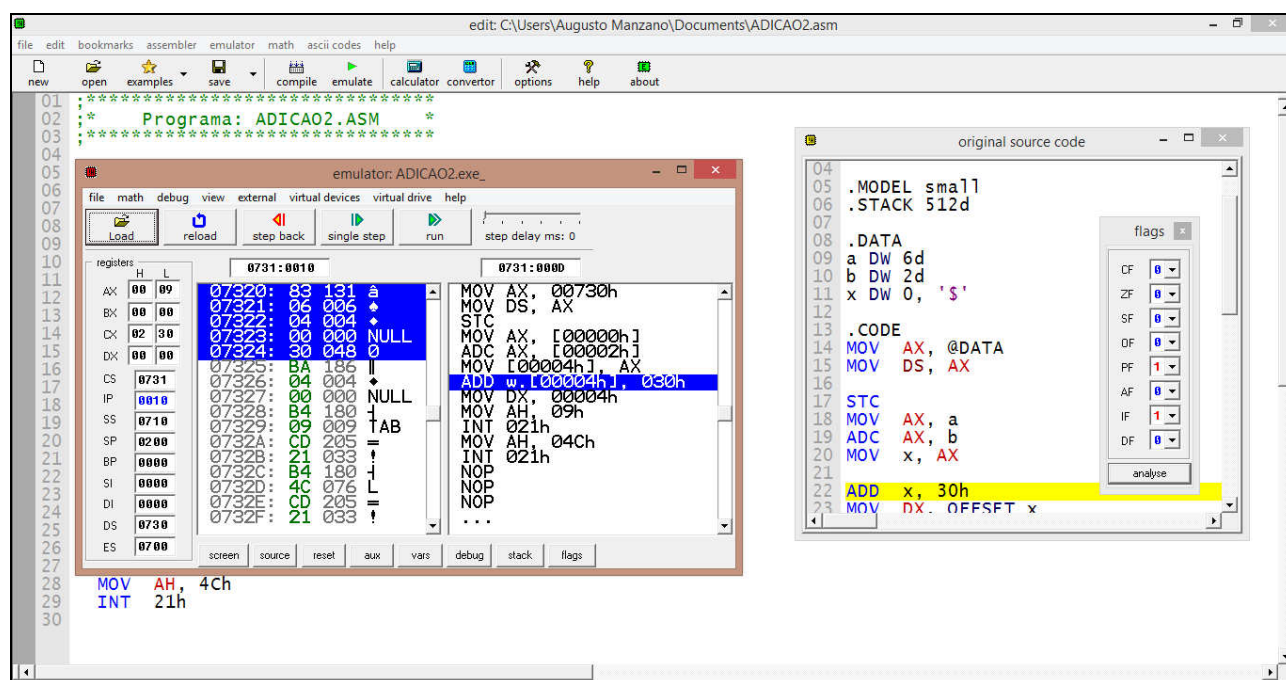 edit: C:\Users\Augusto Manzano\Documents\ADICAO2.asm
file edit bookmarks assembler emulator math ascii codes help
new open examples save compile emulate calculator convertor options help about
01 ;*******************************
02 ;* Programa: ADICAO2.ASM *
03 ;*******************************
04
05
06
07
08
09
10
11
12
13
14
15
16
17
18
19
20
21
22
23
24
25
26
27
28 MOV AH, 4Ch
29 INT 21h
30
emulator: ADICAO2.exe_
file math debug view external virtual devices virtual drive help
Load reload step back single step run step delay ms: 0
registers
H L
AX 00 09
BX 00 00
CX 02 30
DX 00 00
CS 0731
IP 0010
SS 0710
SP 0200
BP 0000
SI 0000
DI 0000
DS 0730
ES 0700
0731:0010
07320: 83 131 â
07321: 06 006 ♠
07322: 04 004 ♦
07323: 00 000 NULL
07324: 30 048 0
07325: BA 186 ║
07326: 04 004 ♦
07327: 00 000 NULL
07328: B4 180 ┤
07329: 09 009 TAB
0732A: CD 205 =
0732B: 21 033 !
0732C: B4 180 ┤
0732D: 4C 076 L
0732E: CD 205 =
0732F: 21 033 !
0731:000D
MOV AX, 00730h
MOV DS, AX
STC
MOV AX, [00000h]
ADC AX, [00002h]
MOV [00004h], AX
ADD w.[00004h], 030h
MOV DX, 00004h
MOV AH, 09h
INT 021h
MOV AH, 04Ch
INT 021h
NOP
NOP
NOP
...
screen source reset aux vars debug stack flags
original source code
04
05 .MODEL small
06 .STACK 512d
07
08 .DATA
09 a DW 6d
10 b DW 2d
11 x DW 0, '$'
12
13 .CODE
14 MOV AX, @DATA
15 MOV DS, AX
16
17 STC
18 MOV AX, a
19 ADC AX, b
20 MOV x, AX
21
22 ADD x, 30h
23 MOV DX, OFFSET x
flags
CF 0
ZF 0
SF 0
OF 0
PF 1
AF 0
IF 1
DF 0
analyse